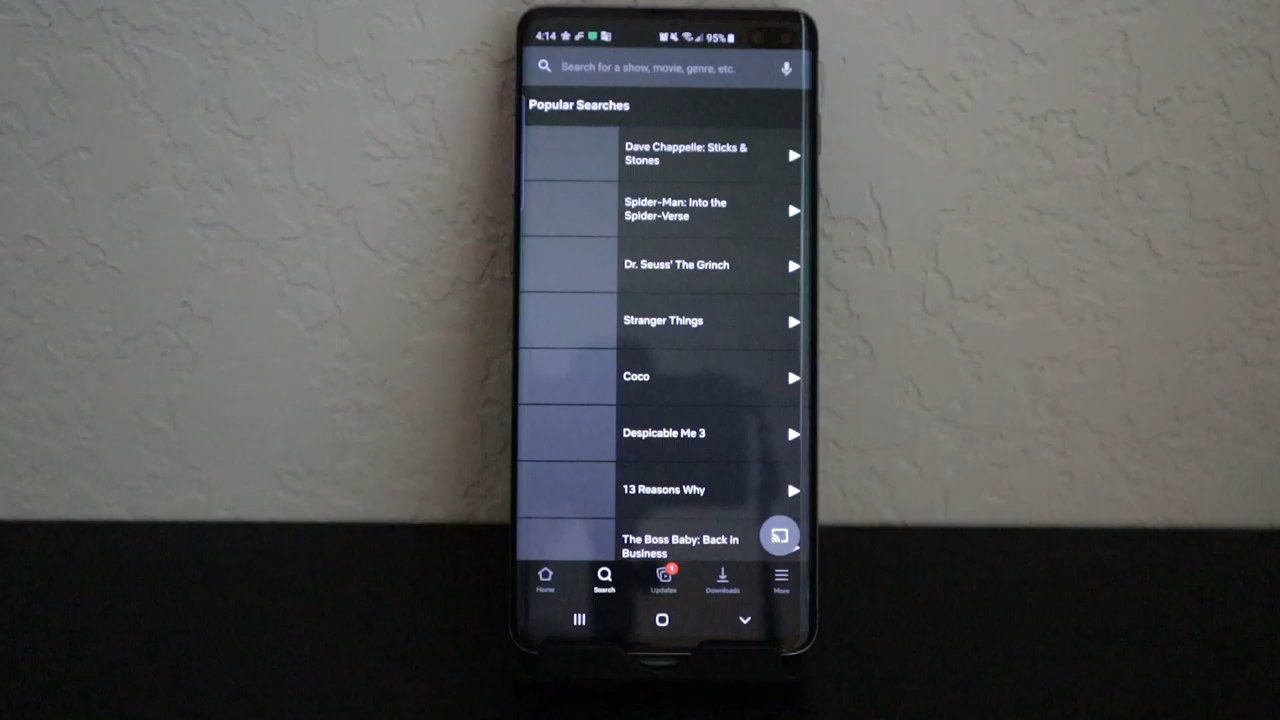 4:14 95%
Search for a show, movie, genre, etc.
Popular Searches
Dave Chappelle: Sticks &
Stones
Spider-Man: Into the
Spider-Verse
Dr. Seuss' The Grinch
Stranger Things
Coco
Despicable Me 3
13 Reasons Why
The Boss Baby: Back in
Business
1
Home Search Updates Downloads More